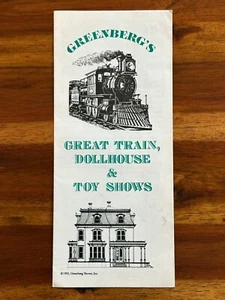 GREENBERG'S
GREAT TRAIN,
DOLLHOUSE
&
TOY SHOWS